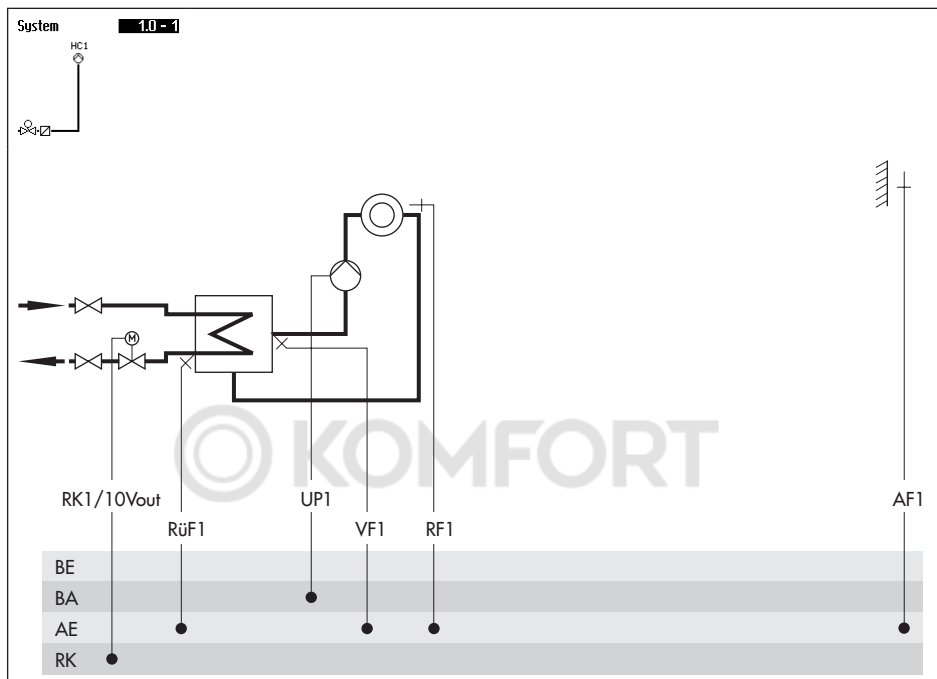 System 1.0 - 1
HC1
M
KOMFORT
RK1/10Vout UP1 AF1
RüF1 VF1 RF1
BE
BA
AE
RK